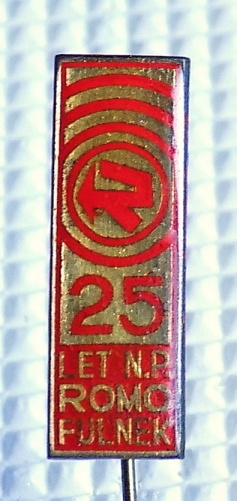 25
LET N.P.
ROMO
FULNEK